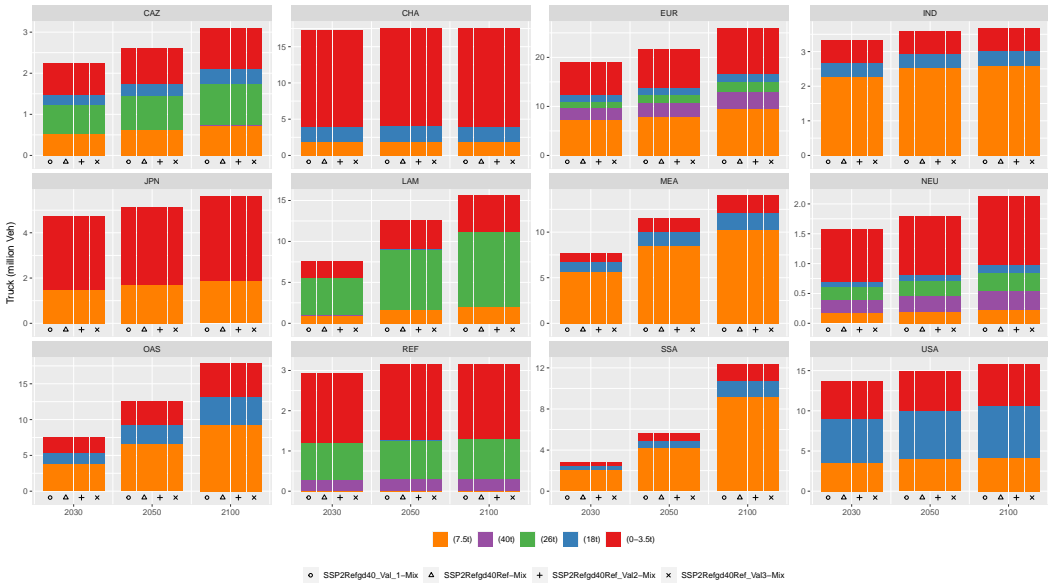 CAZ CHA EUR IND
3 15 20 3
2 10 2
1 5 10 1
0 0 0 0
JPN LAM MEA NEU
4 15 10 2.0
10 1.5
2 5 5 1.0
0.5
0 0 0 0.0
OAS REF SSA USA
15 3 12 15
10 2 8 10
5 1 4 5
0 0 0 0
Truck (million Veh)
2030 2050 2100 2030 2050 2100 2030 2050 2100 2030 2050 2100
(7.5t) (40t) (26t) (18t) (0−3.5t)
SSP2Refgd40_Val_1−Mix SSP2Refgd40Ref−Mix SSP2Refgd40Ref_Val2−Mix SSP2Refgd40Ref_Val3−Mix